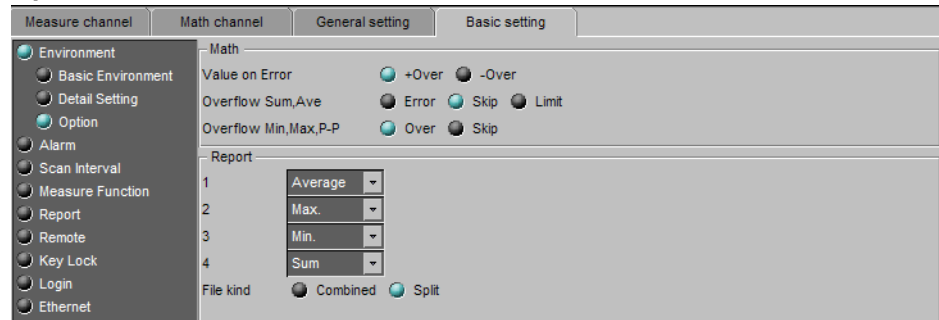 Measure channel Math channel General setting Basic setting
Environment
Basic Environment
Detail Setting
Option
Alarm
Scan Interval
Measure Function
Report
Remote
Key Lock
Login
Ethernet
Math
Value on Error +Over -Over
Overflow Sum,Ave Error Skip Limit
Overflow Min,Max,P-P Over Skip
Report
1 Average
2 Max.
3 Min.
4 Sum
File kind Combined Split